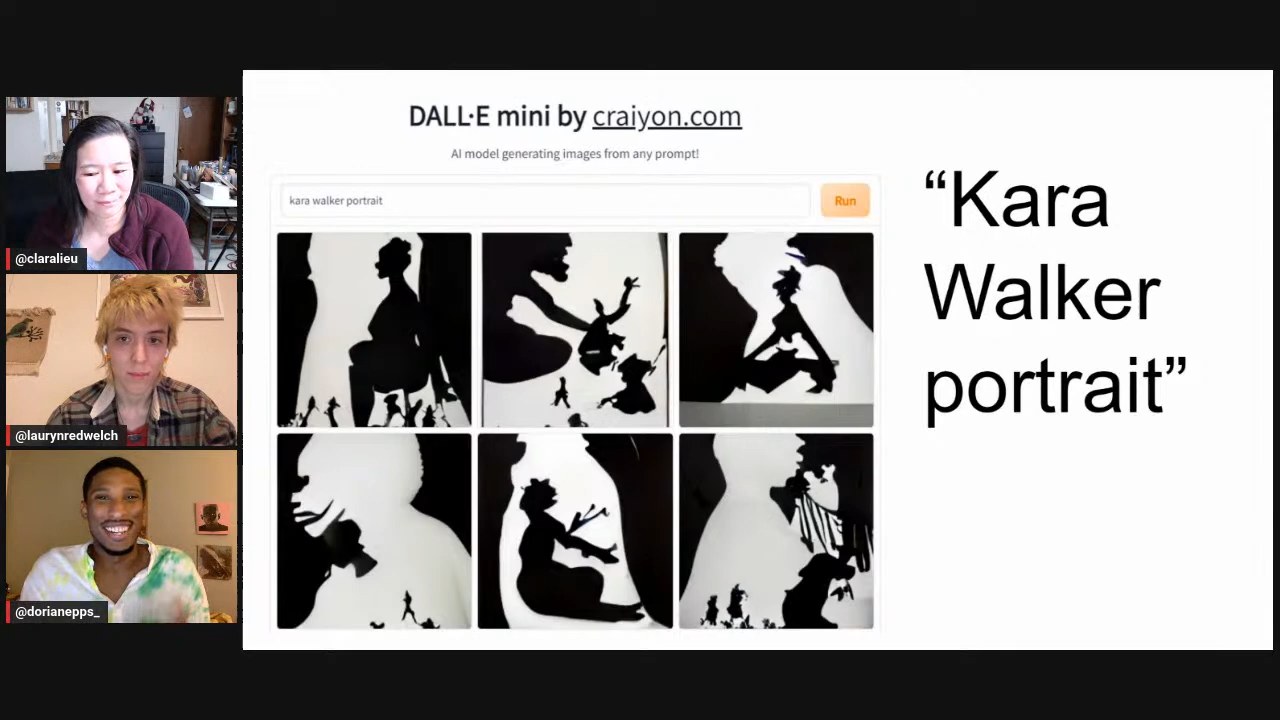 @claralieu
@laurynredwelch
@dorianepps_
DALL·E mini by craiyon.com
AI model generating images from any prompt!
kara walker portrait
Run
“Kara
Walker
portrait”